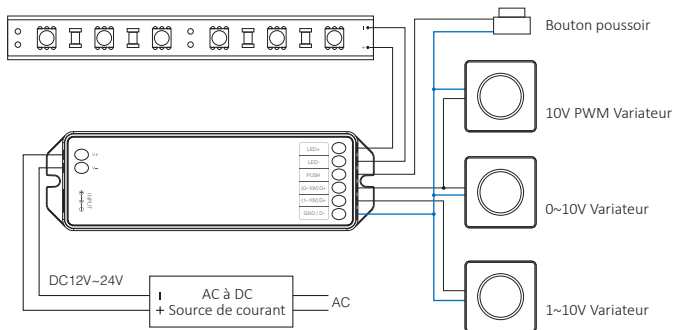 Bouton poussoir
10V PWM Variateur
0~10V Variateur
1~10V Variateur
V+
V-
INPUT
LED+
LED-
PUSH
(0~10V)D+
(1~10V)D+
GND / D-
DC12V~24V
AC à DC
+ Source de courant
AC